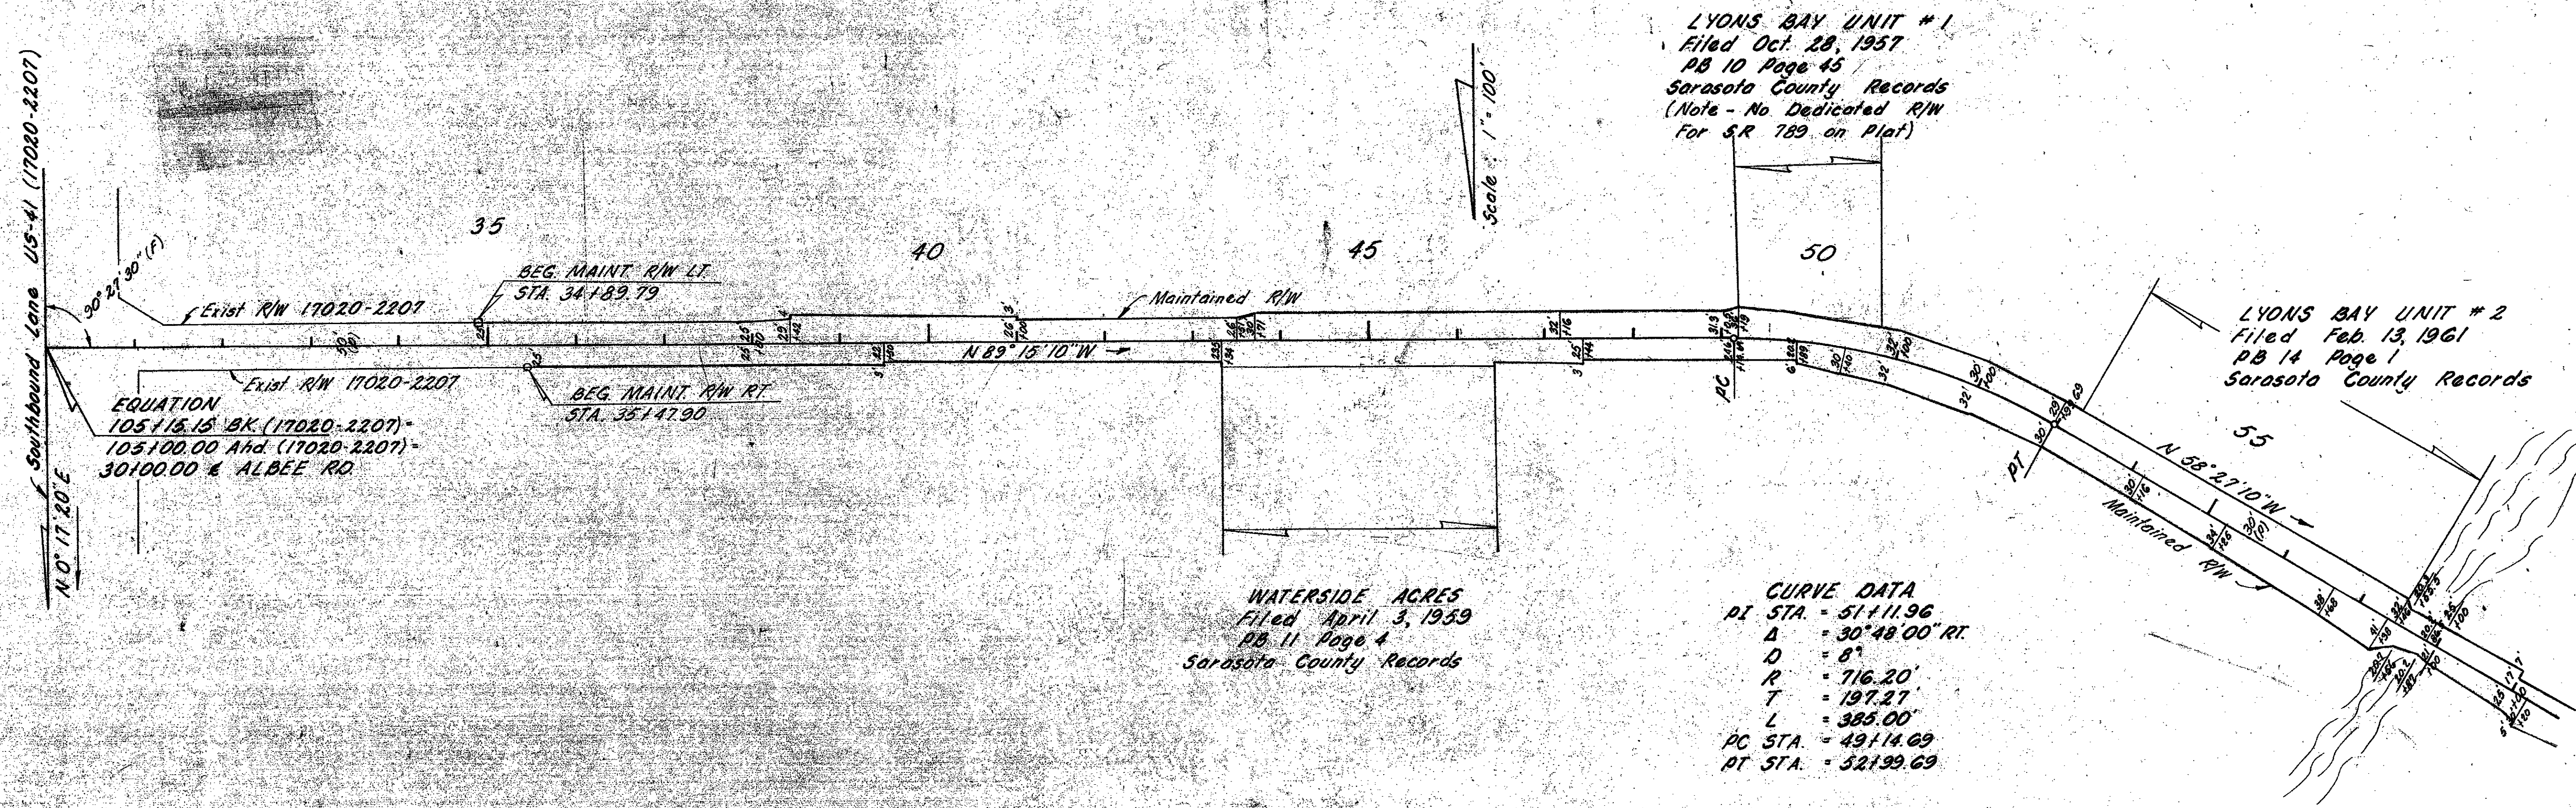 LYONS BAY UNIT #1
Filed Oct. 28, 1957
PB 10 Page 45
Sarasota County Records
(Note - No Dedicated R/W
For S.R. 789 on Plat)
Southbound Lane US-41 (17020-2207)
N 0° 17' 20" E
90° 27' 30" (F)
Scale: 1" = 100'
35
40
45
50
55
BEG. MAINT. R/W LT.
STA. 34+89.79
Exist R/W 17020-2207
Maintained R/W
N 89° 15' 10" W
Exist R/W 17020-2207
BEG. MAINT. R/W RT.
STA. 35+47.90
EQUATION
105+15.15 BK. (17020-2207) =
105+00.00 Ahd. (17020-2207) =
30+00.00 ℄ ALBEE RD.
PC
PT
LYONS BAY UNIT #2
Filed Feb. 13, 1961
PB 14 Page 1
Sarasota County Records
N 58° 27' 10" W
Maintained R/W
WATERSIDE ACRES
Filed April 3, 1959
PB 11 Page 4
Sarasota County Records
CURVE DATA
PI STA. = 51+11.96
Δ = 30° 48' 00" RT.
D = 8°
R = 716.20'
T = 197.27'
L = 385.00'
PC STA. = 49+14.69
PT STA. = 52+99.69